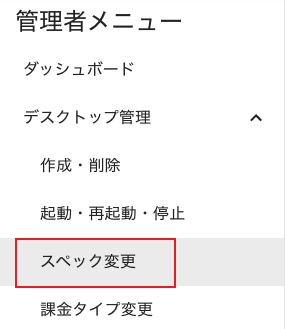 管理者メニュー
ダッシュボード
デスクトップ管理
作成・削除
起動・再起動・停止
スペック変更
課金タイプ変更